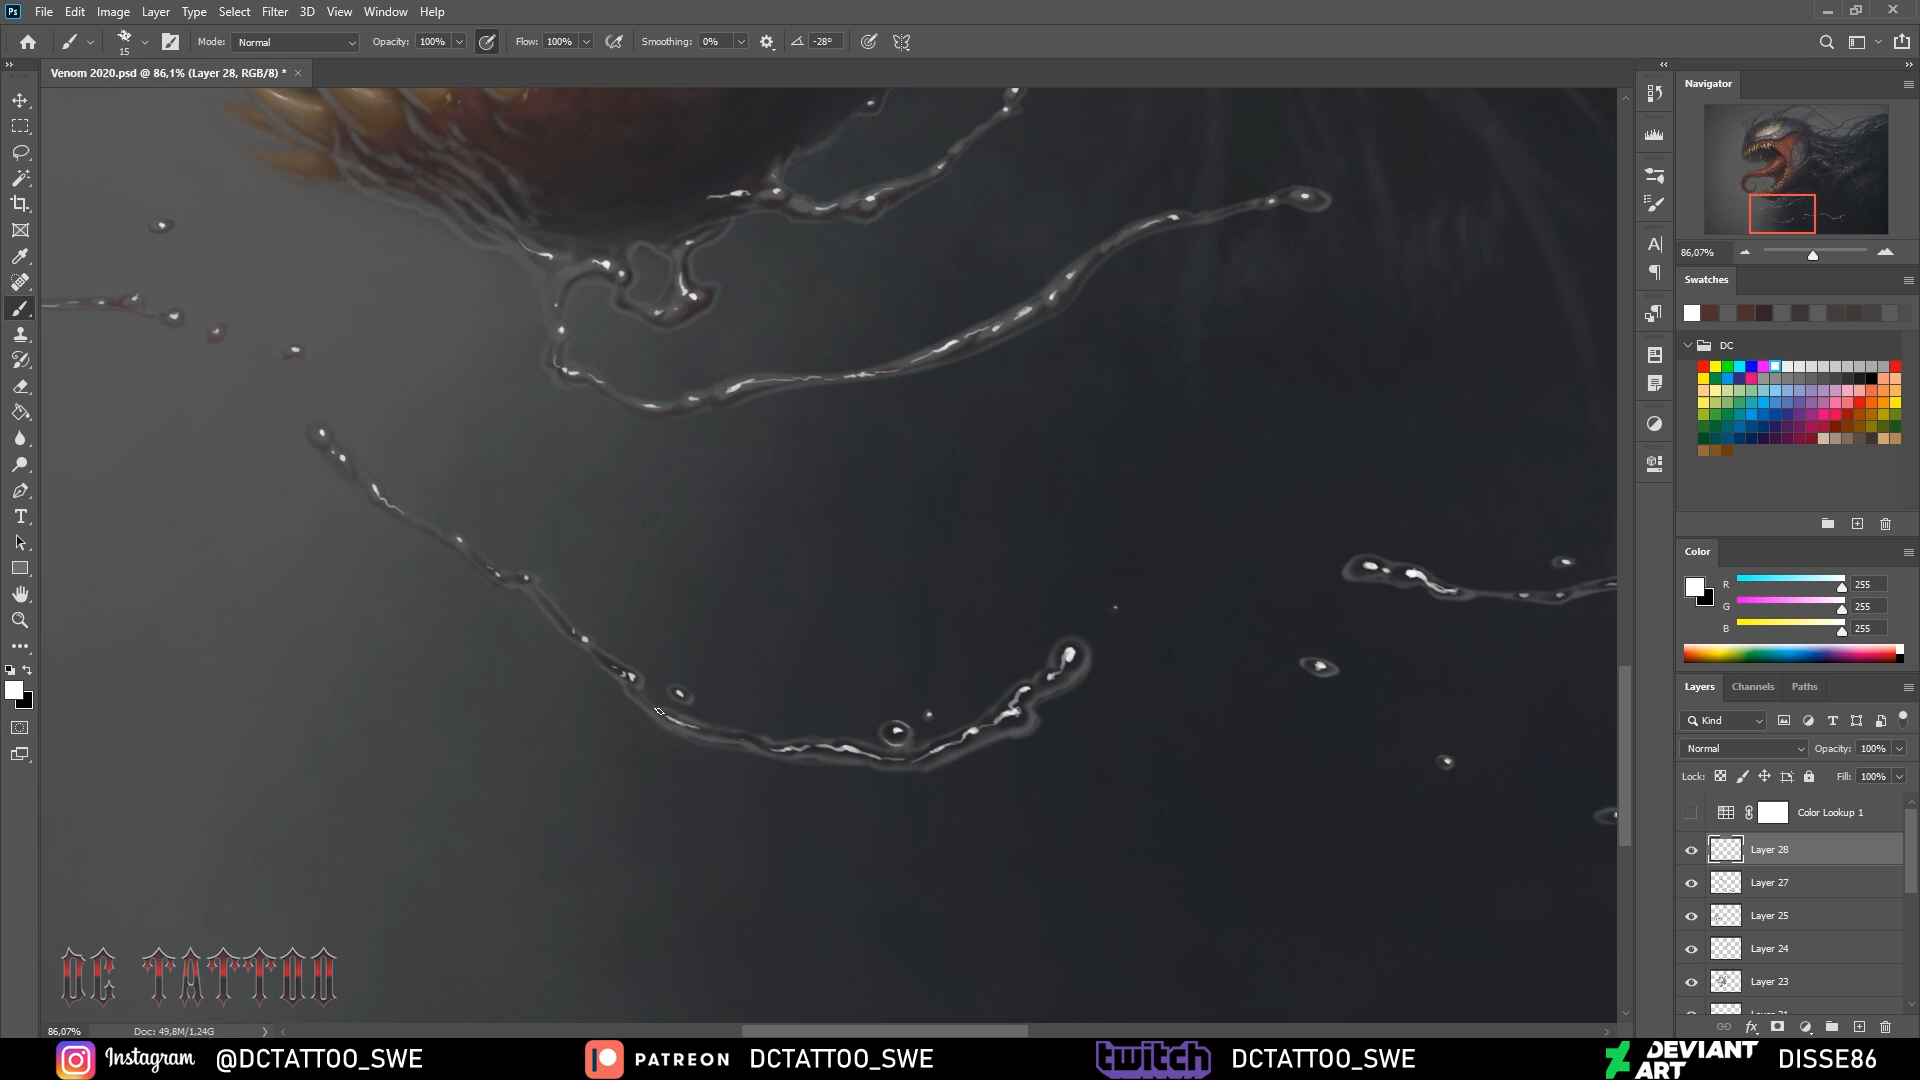 Ps File Edit Image Layer Type Select Filter 3D View Window Help
15 Mode: Normal Opacity: 100% Flow: 100% Smoothing: 0% -28°
Venom 2020.psd @ 86,1% (Layer 28, RGB/8) * ×
Navigator
86,07%
Swatches
DC
Color
R 255
G 255
B 255
Layers Channels Paths
Kind
Normal Opacity: 100%
Lock: Fill: 100%
Color Lookup 1
Layer 28
Layer 27
Layer 25
Layer 24
Layer 23
DC TATTOO
86,07% Doc: 49,8M/1,24G
Instagram @DCTATTOO_SWE PATREON DCTATTOO_SWE twitch DCTATTOO_SWE DEVIANT ART DISSE86